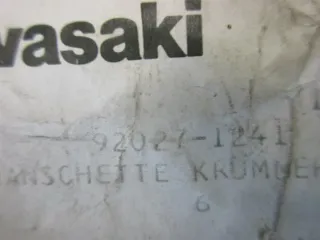 wasaki
92027-1241
ANSCHETTE KRÜMMER
6